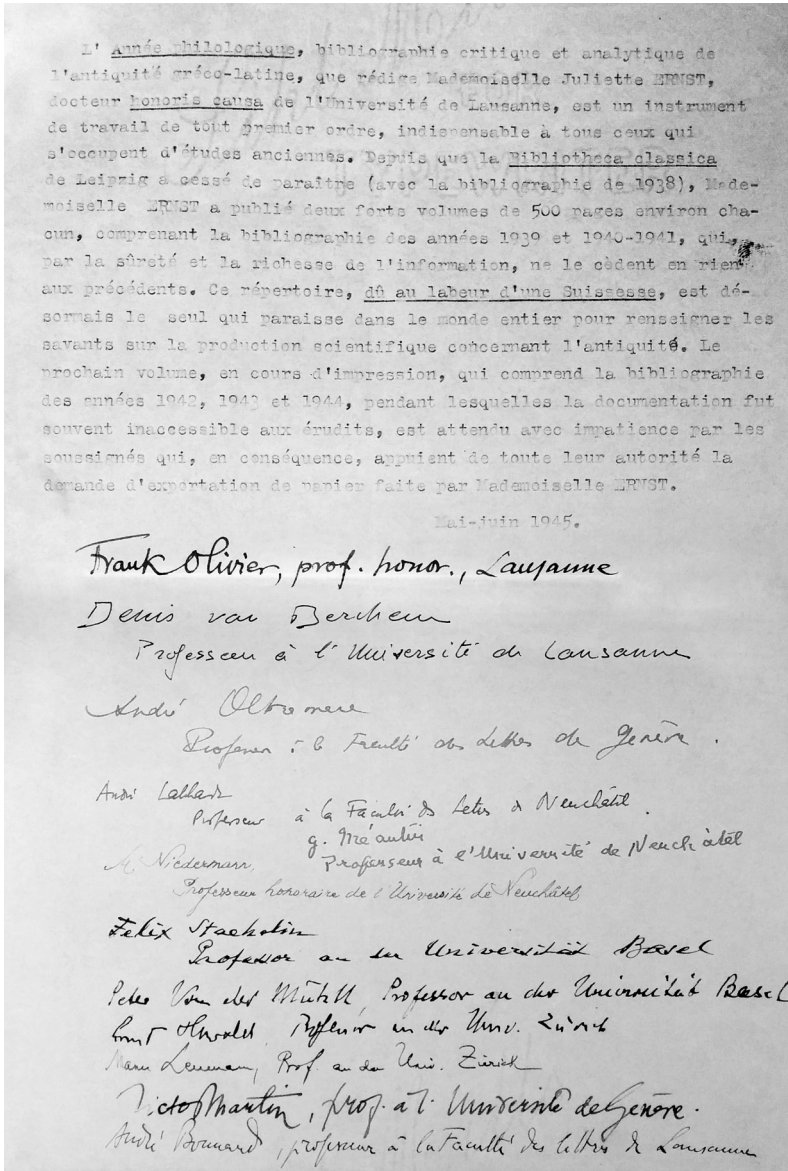 L' Année philologique, bibliographie critique et analytique de
l'antiquité gréco-latine, que rédige Mademoiselle Juliette ERNST,
docteur honoris causa de l'Université de Lausanne, est un instrument
de travail de tout premier ordre, indispensable à tous ceux qui
s'occupent d'études anciennes. Depuis que la Bibliotheca classica
de Leipzig a cessé de paraître (avec la bibliographie de 1938), Made-
moiselle ERNST a publié deux forts volumes de 500 pages environ cha-
cun, comprenant la bibliographie des années 1939 et 1940-1941, qui,
par la sûreté et la richesse de l'information, ne le cèdent en rien
aux précédents. Ce répertoire, dû au labeur d'une Suissesse, est dé-
sormais le seul qui paraisse dans le monde entier pour renseigner les
savants sur la production scientifique concernant l'antiquité. Le
prochain volume, en cours d'impression, qui comprend la bibliographie
des années 1942, 1943 et 1944, pendant lesquelles la documentation fut
souvent inaccessible aux érudits, est attendu avec impatience par les
soussignés qui, en conséquence, appuient de toute leur autorité la
demande d'exportation de papier faite par Mademoiselle ERNST.
Mai-juin 1945.
Frank Olivier, prof. honor., Lausanne
Denis van Berchem
Professeur à l'Université de Lausanne
André Oltramare
Professeur à la Faculté des Lettres de Genève.
André Labhardt
Professeur à la Faculté des Lettres de Neuchâtel.
G. Méautis
Professeur à l'Université de Neuchâtel
M. Niedermann,
Professeur honoraire de l'Université de Neuchâtel
Felix Staehelin
Professor an der Universität Basel
Peter Von der Mühll, Professor an der Universität Basel
Ernst Howald, Professor an der Univ. Zürich
Manu Leumann, Prof. an der Univ. Zürich
Victor Martin, prof. à l'Université de Genève.
André Bonnard, professeur à la Faculté des lettres de Lausanne